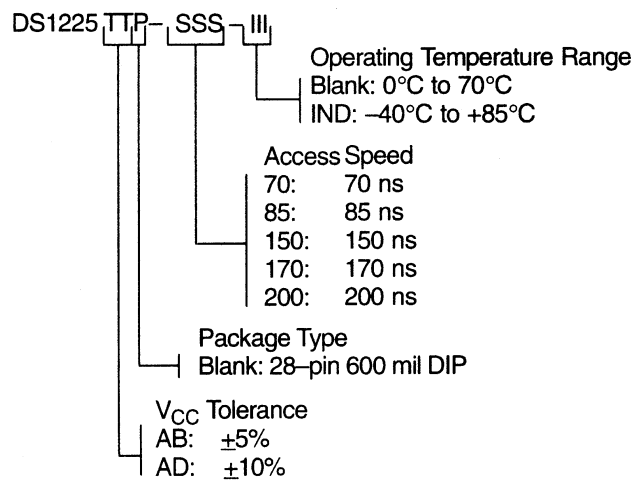 DS1225 TTP– SSS – III
Operating Temperature Range
Blank: 0°C to 70°C
IND: –40°C to +85°C
Access Speed
70: 70 ns
85: 85 ns
150: 150 ns
170: 170 ns
200: 200 ns
Package Type
Blank: 28–pin 600 mil DIP
VCC Tolerance
AB: ±5%
AD: ±10%